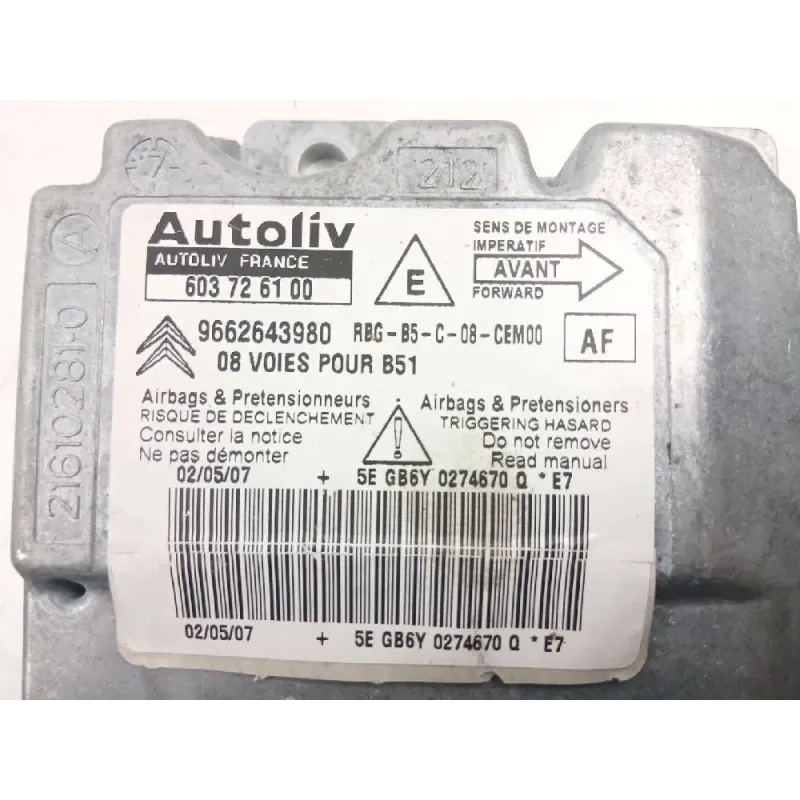 7
212
A
21610281-0
Autoliv
AUTOLIV FRANCE
603 72 61 00
E
SENS DE MONTAGE
IMPERATIF
AVANT
FORWARD
9662643980 RBG-B5-C-08-CEM00
AF
08 VOIES POUR B51
Airbags & Pretensionneurs
RISQUE DE DECLENCHEMENT
Consulter la notice
Ne pas démonter
!
Airbags & Pretensioners
TRIGGERING HASARD
Do not remove
Read manual
02/05/07 + 5E GB6Y 0274670 Q * E7
02/05/07 + 5E GB6Y 0274670 Q * E7